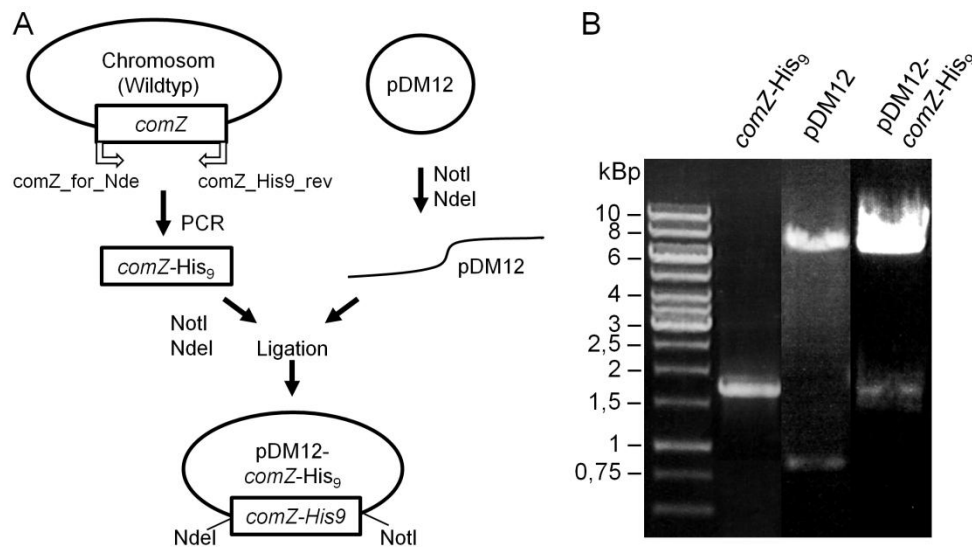 A
Chromosom
(Wildtyp)
comZ
comZ_for_Nde
comZ_His9_rev
PCR
comZ-His₉
pDM12
NotI
NdeI
pDM12
NotI
NdeI
Ligation
pDM12-
comZ-His₉
comZ-His9
NdeI
NotI
B
comZ-His₉
pDM12
pDM12-
comZ-His₉
kBp
10
8
6
4
3
2,5
2
1,5
1
0,75